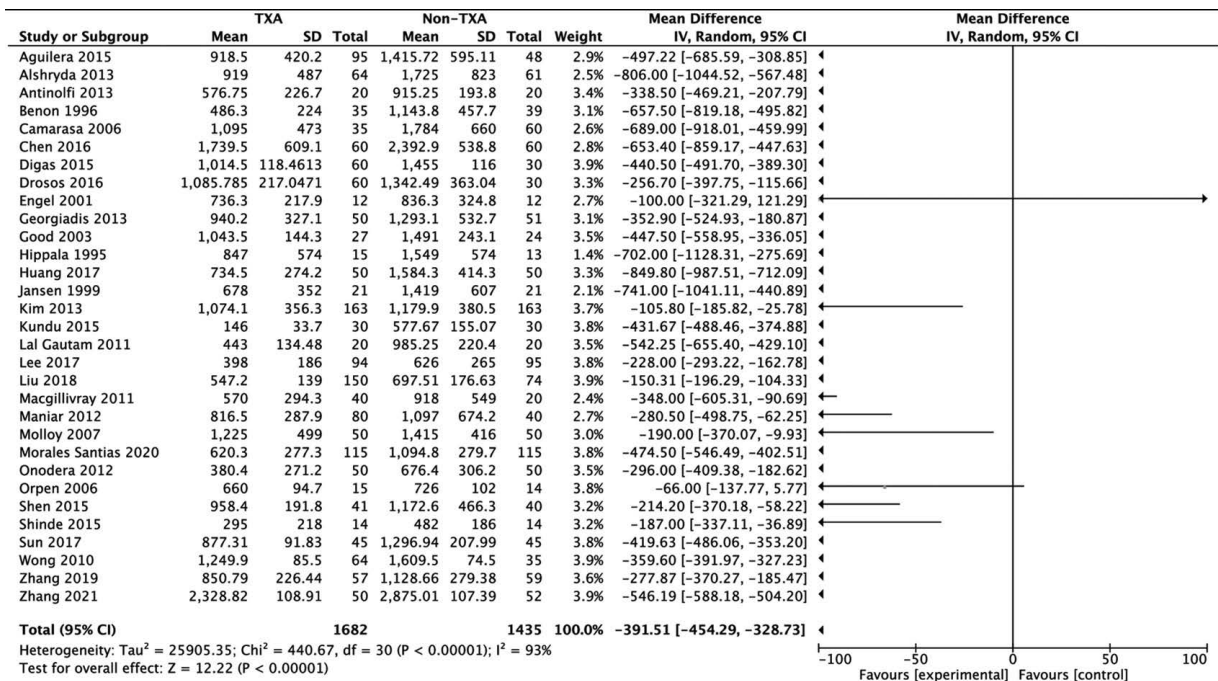 TXA Non-TXA Mean Difference Mean Difference
Study or Subgroup Mean SD Total Mean SD Total Weight IV, Random, 95% CI IV, Random, 95% CI
Aguilera 2015 918.5 420.2 95 1,415.72 595.11 48 2.9% -497.22 [-685.59, -308.85]
Alshryda 2013 919 487 64 1,725 823 61 2.5% -806.00 [-1044.52, -567.48]
Antinolfi 2013 576.75 226.7 20 915.25 193.8 20 3.4% -338.50 [-469.21, -207.79]
Benon 1996 486.3 224 35 1,143.8 457.7 39 3.1% -657.50 [-819.18, -495.82]
Camarasa 2006 1,095 473 35 1,784 660 60 2.6% -689.00 [-918.01, -459.99]
Chen 2016 1,739.5 609.1 60 2,392.9 538.8 60 2.8% -653.40 [-859.17, -447.63]
Digas 2015 1,014.5 118.4613 60 1,455 116 30 3.9% -440.50 [-491.70, -389.30]
Drosos 2016 1,085.785 217.0471 60 1,342.49 363.04 30 3.3% -256.70 [-397.75, -115.66]
Engel 2001 736.3 217.9 12 836.3 324.8 12 2.7% -100.00 [-321.29, 121.29]
Georgiadis 2013 940.2 327.1 50 1,293.1 532.7 51 3.1% -352.90 [-524.93, -180.87]
Good 2003 1,043.5 144.3 27 1,491 243.1 24 3.5% -447.50 [-558.95, -336.05]
Hippala 1995 847 574 15 1,549 574 13 1.4% -702.00 [-1128.31, -275.69]
Huang 2017 734.5 274.2 50 1,584.3 414.3 50 3.3% -849.80 [-987.51, -712.09]
Jansen 1999 678 352 21 1,419 607 21 2.1% -741.00 [-1041.11, -440.89]
Kim 2013 1,074.1 356.3 163 1,179.9 380.5 163 3.7% -105.80 [-185.82, -25.78]
Kundu 2015 146 33.7 30 577.67 155.07 30 3.8% -431.67 [-488.46, -374.88]
Lal Gautam 2011 443 134.48 20 985.25 220.4 20 3.5% -542.25 [-655.40, -429.10]
Lee 2017 398 186 94 626 265 95 3.8% -228.00 [-293.22, -162.78]
Liu 2018 547.2 139 150 697.51 176.63 74 3.9% -150.31 [-196.29, -104.33]
Macgillivray 2011 570 294.3 40 918 549 20 2.4% -348.00 [-605.31, -90.69]
Maniar 2012 816.5 287.9 80 1,097 674.2 40 2.7% -280.50 [-498.75, -62.25]
Molloy 2007 1,225 499 50 1,415 416 50 3.0% -190.00 [-370.07, -9.93]
Morales Santias 2020 620.3 277.3 115 1,094.8 279.7 115 3.8% -474.50 [-546.49, -402.51]
Onodera 2012 380.4 271.2 50 676.4 306.2 50 3.5% -296.00 [-409.38, -182.62]
Orpen 2006 660 94.7 15 726 102 14 3.8% -66.00 [-137.77, 5.77]
Shen 2015 958.4 191.8 41 1,172.6 466.3 40 3.2% -214.20 [-370.18, -58.22]
Shinde 2015 295 218 14 482 186 14 3.2% -187.00 [-337.11, -36.89]
Sun 2017 877.31 91.83 45 1,296.94 207.99 45 3.8% -419.63 [-486.06, -353.20]
Wong 2010 1,249.9 85.5 64 1,609.5 74.5 35 3.9% -359.60 [-391.97, -327.23]
Zhang 2019 850.79 226.44 57 1,128.66 279.38 59 3.6% -277.87 [-370.27, -185.47]
Zhang 2021 2,328.82 108.91 50 2,875.01 107.39 52 3.9% -546.19 [-588.18, -504.20]
Total (95% CI) 1682 1435 100.0% -391.51 [-454.29, -328.73]
Heterogeneity: Tau² = 25905.35; Chi² = 440.67, df = 30 (P < 0.00001); I² = 93%
Test for overall effect: Z = 12.22 (P < 0.00001)
-100 -50 0 50 100
Favours [experimental] Favours [control]